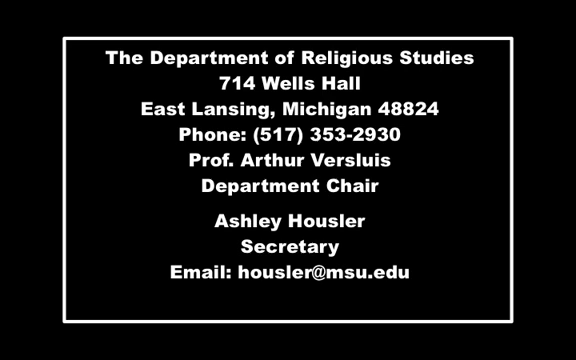 The Department of Religious Studies
714 Wells Hall
East Lansing, Michigan 48824
Phone: (517) 353-2930
Prof. Arthur Versluis
Department Chair
Ashley Housler
Secretary
Email: housler@msu.edu